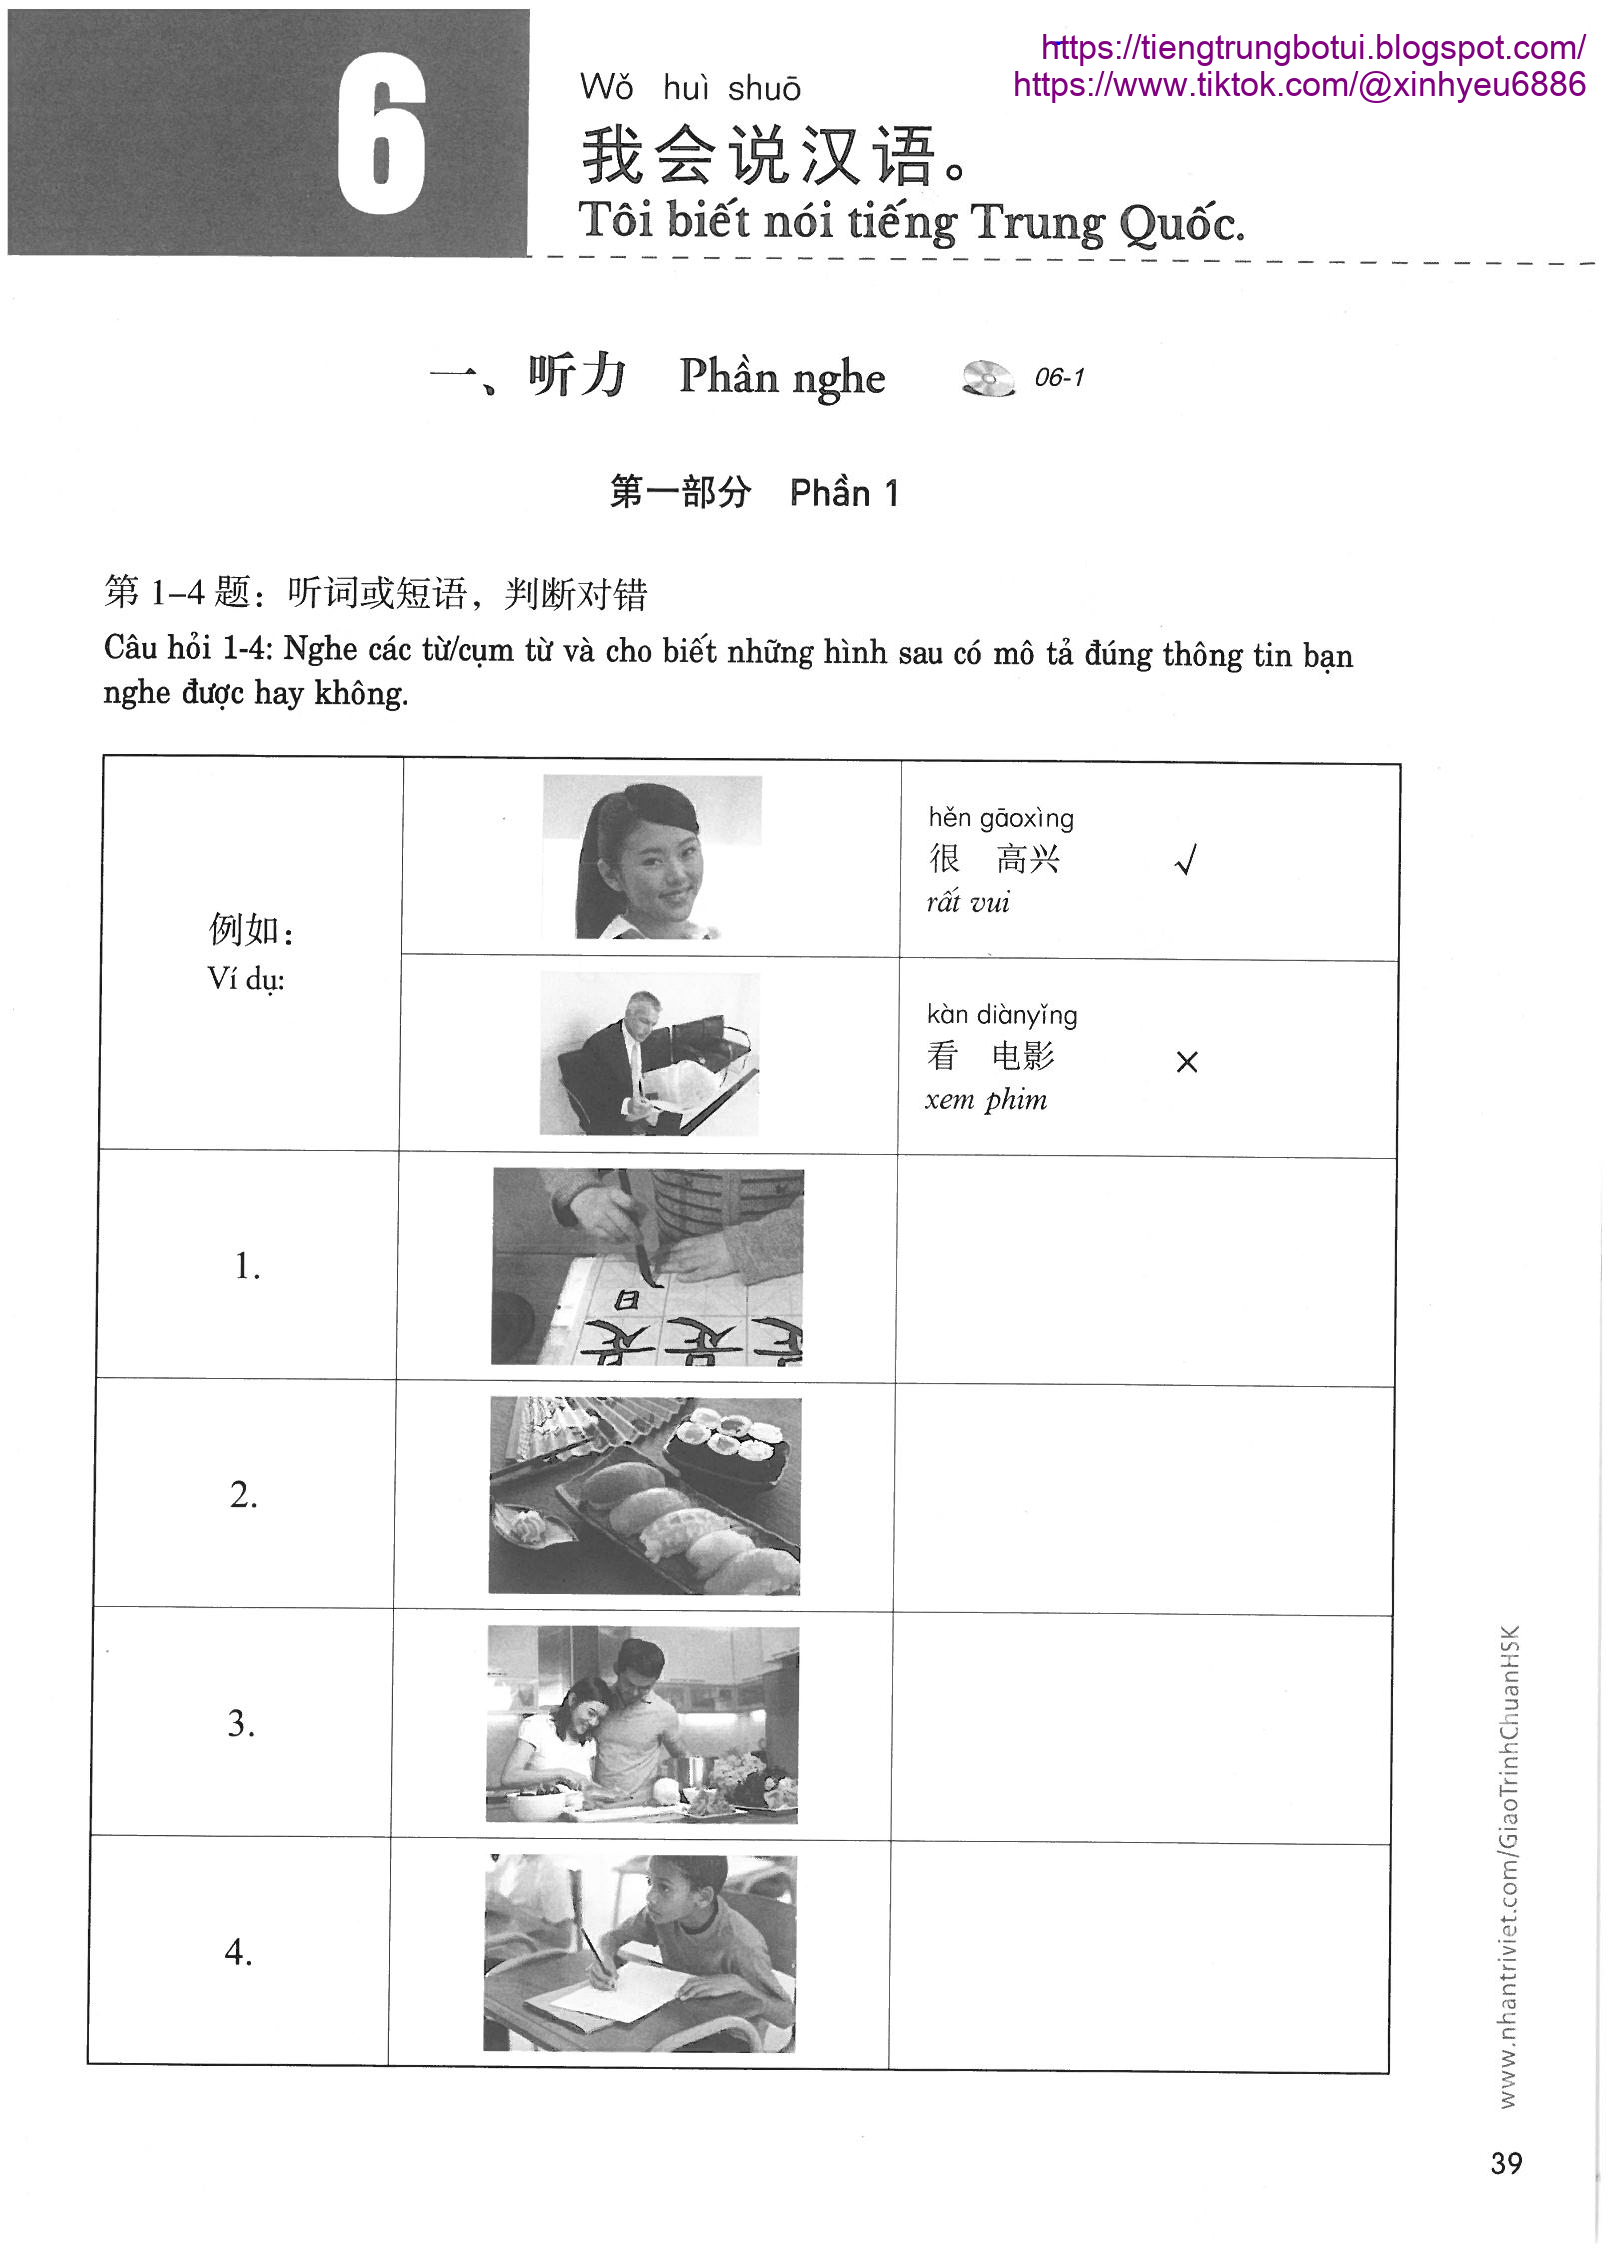 https://tiengtrungbotui.blogspot.com/
https://www.tiktok.com/@xinhyeu6886
6
Wǒ huì shuō
我会说汉语。
Tôi biết nói tiếng Trung Quốc.
一、听力 Phần nghe 06-1
第一部分 Phần 1
第 1–4 题：听词或短语，判断对错
Câu hỏi 1-4: Nghe các từ/cụm từ và cho biết những hình sau có mô tả đúng thông tin bạn
nghe được hay không.
例如：
Ví dụ:
hěn gāoxìng
很 高兴 √
rất vui
kàn diànyǐng
看 电影 ×
xem phim
1.
日
2.
3.
4.
www.nhantriviet.com/GiaoTrinhChuanHSK
39